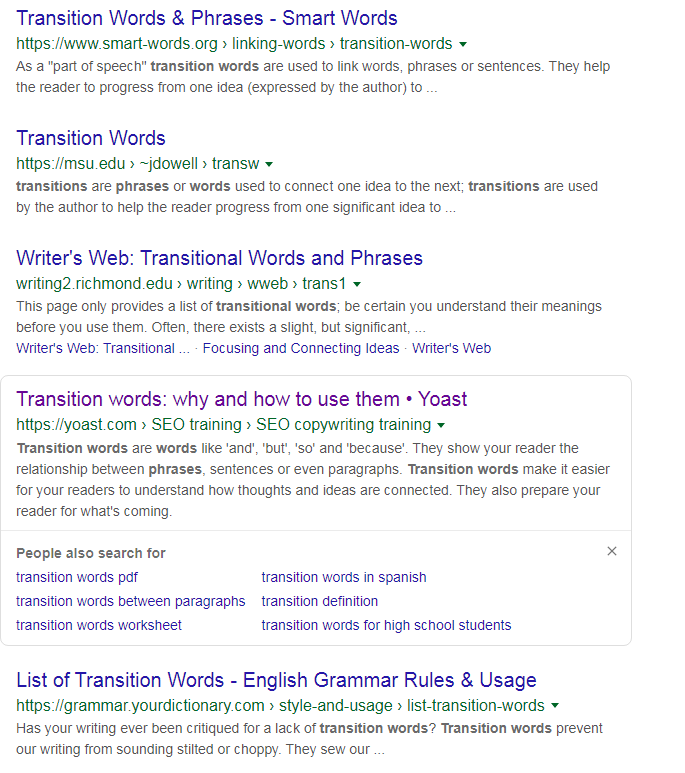 Transition Words & Phrases - Smart Words
https://www.smart-words.org › linking-words › transition-words
As a "part of speech" transition words are used to link words, phrases or sentences. They help
the reader to progress from one idea (expressed by the author) to ...
Transition Words
https://msu.edu › ~jdowell › transw
transitions are phrases or words used to connect one idea to the next; transitions are used
by the author to help the reader progress from one significant idea to ...
Writer's Web: Transitional Words and Phrases
writing2.richmond.edu › writing › wweb › trans1
This page only provides a list of transitional words; be certain you understand their meanings
before you use them. Often, there exists a slight, but significant, ...
Writer's Web: Transitional ... · Focusing and Connecting Ideas · Writer's Web
Transition words: why and how to use them • Yoast
https://yoast.com › SEO training › SEO copywriting training
Transition words are words like 'and', 'but', 'so' and 'because'. They show your reader the
relationship between phrases, sentences or even paragraphs. Transition words make it easier
for your readers to understand how thoughts and ideas are connected. They also prepare your
reader for what's coming.
People also search for
transition words pdf transition words in spanish
transition words between paragraphs transition definition
transition words worksheet transition words for high school students
List of Transition Words - English Grammar Rules & Usage
https://grammar.yourdictionary.com › style-and-usage › list-transition-words
Has your writing ever been critiqued for a lack of transition words? Transition words prevent
our writing from sounding stilted or choppy. They sew our ...